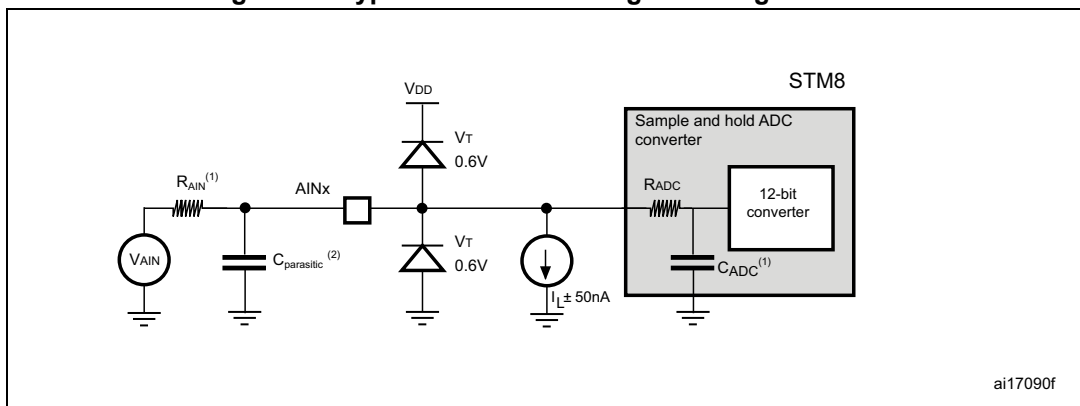 STM8
VDD
Sample and hold ADC
converter
VT
0.6V
RAIN(1)
AINx
RADC
12-bit
converter
VAIN
Cparasitic (2)
VT
0.6V
IL± 50nA
CADC(1)
ai17090f